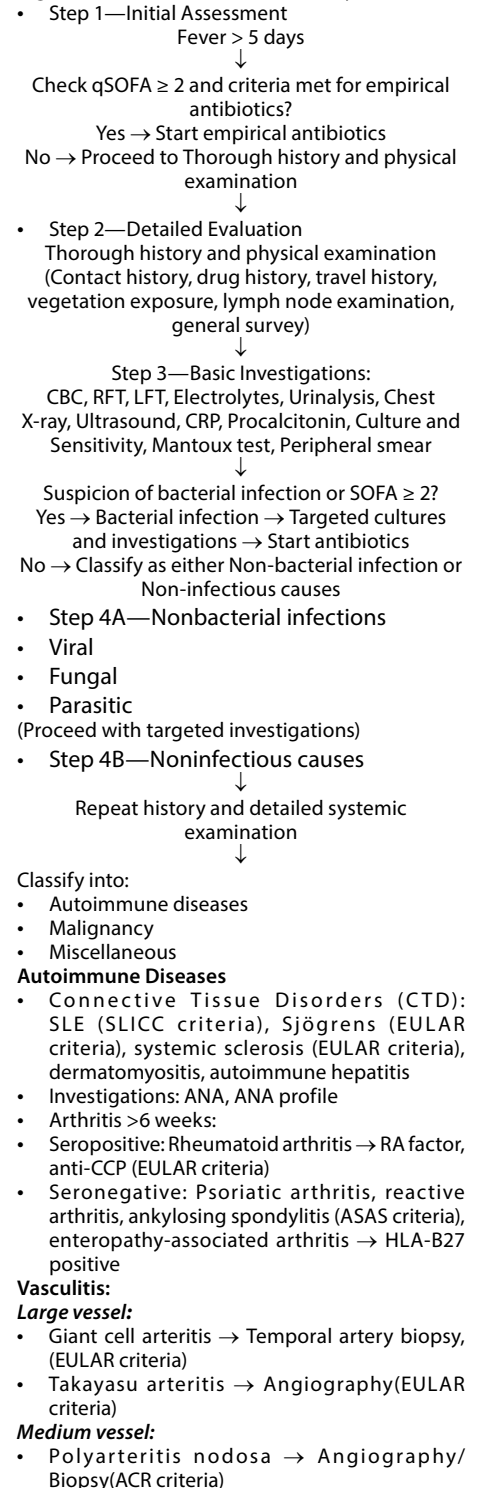 • Step 1—Initial Assessment
Fever > 5 days
↓
Check qSOFA ≥ 2 and criteria met for empirical
antibiotics?
Yes → Start empirical antibiotics
No → Proceed to Thorough history and physical
examination
↓
• Step 2—Detailed Evaluation
Thorough history and physical examination
(Contact history, drug history, travel history,
vegetation exposure, lymph node examination,
general survey)
↓
Step 3—Basic Investigations:
CBC, RFT, LFT, Electrolytes, Urinalysis, Chest
X-ray, Ultrasound, CRP, Procalcitonin, Culture and
Sensitivity, Mantoux test, Peripheral smear
↓
Suspicion of bacterial infection or SOFA ≥ 2?
Yes → Bacterial infection → Targeted cultures
and investigations → Start antibiotics
No → Classify as either Non-bacterial infection or
Non-infectious causes
• Step 4A—Nonbacterial infections
• Viral
• Fungal
• Parasitic
(Proceed with targeted investigations)
• Step 4B—Noninfectious causes
↓
Repeat history and detailed systemic
examination
↓
Classify into:
• Autoimmune diseases
• Malignancy
• Miscellaneous
Autoimmune Diseases
• Connective Tissue Disorders (CTD):
SLE (SLICC criteria), Sjögrens (EULAR
criteria), systemic sclerosis (EULAR criteria),
dermatomyositis, autoimmune hepatitis
• Investigations: ANA, ANA profile
• Arthritis >6 weeks:
• Seropositive: Rheumatoid arthritis → RA factor,
anti-CCP (EULAR criteria)
• Seronegative: Psoriatic arthritis, reactive
arthritis, ankylosing spondylitis (ASAS criteria),
enteropathy-associated arthritis → HLA-B27
positive
Vasculitis:
Large vessel:
• Giant cell arteritis → Temporal artery biopsy,
(EULAR criteria)
• Takayasu arteritis → Angiography(EULAR
criteria)
Medium vessel:
• Polyarteritis nodosa → Angiography/
Biopsy(ACR criteria)